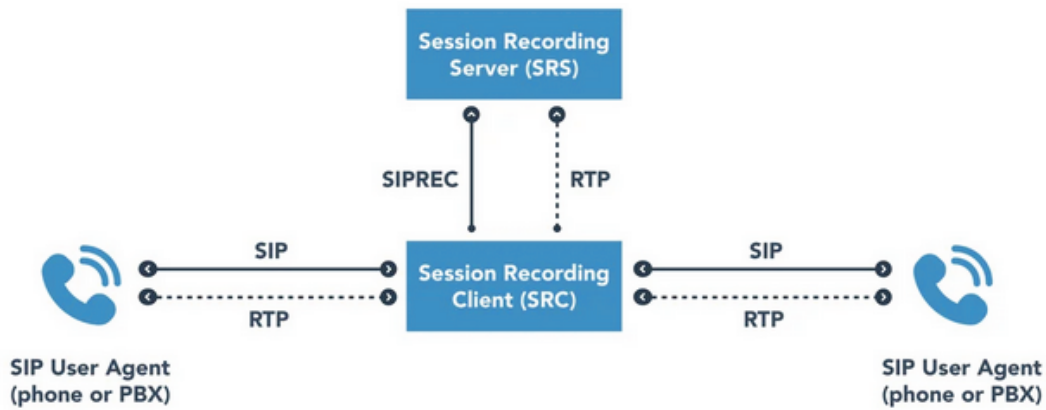 Session Recording
Server (SRS)
SIPREC
RTP
SIP
SIP
Session Recording
Client (SRC)
RTP
RTP
SIP User Agent
(phone or PBX)
SIP User Agent
(phone or PBX)